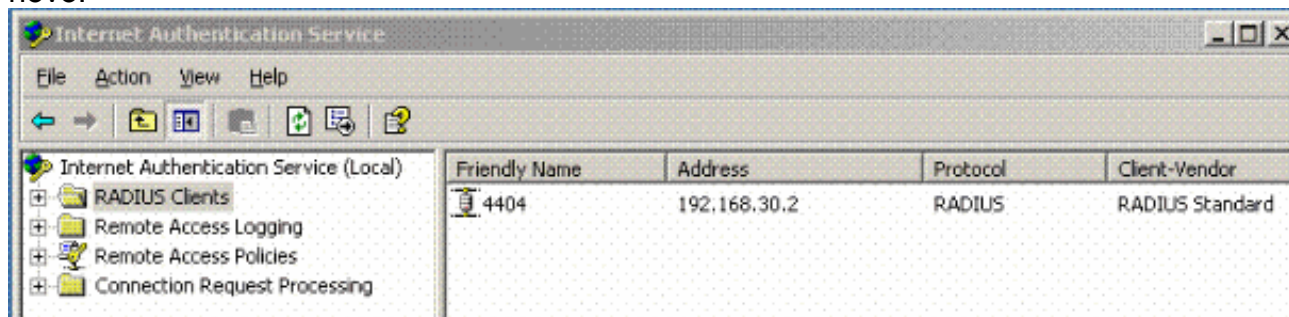 Internet Authentication Service
File Action View Help
Internet Authentication Service (Local)
RADIUS Clients
Remote Access Logging
Remote Access Policies
Connection Request Processing
Friendly Name Address Protocol Client-Vendor
4404 192.168.30.2 RADIUS RADIUS Standard